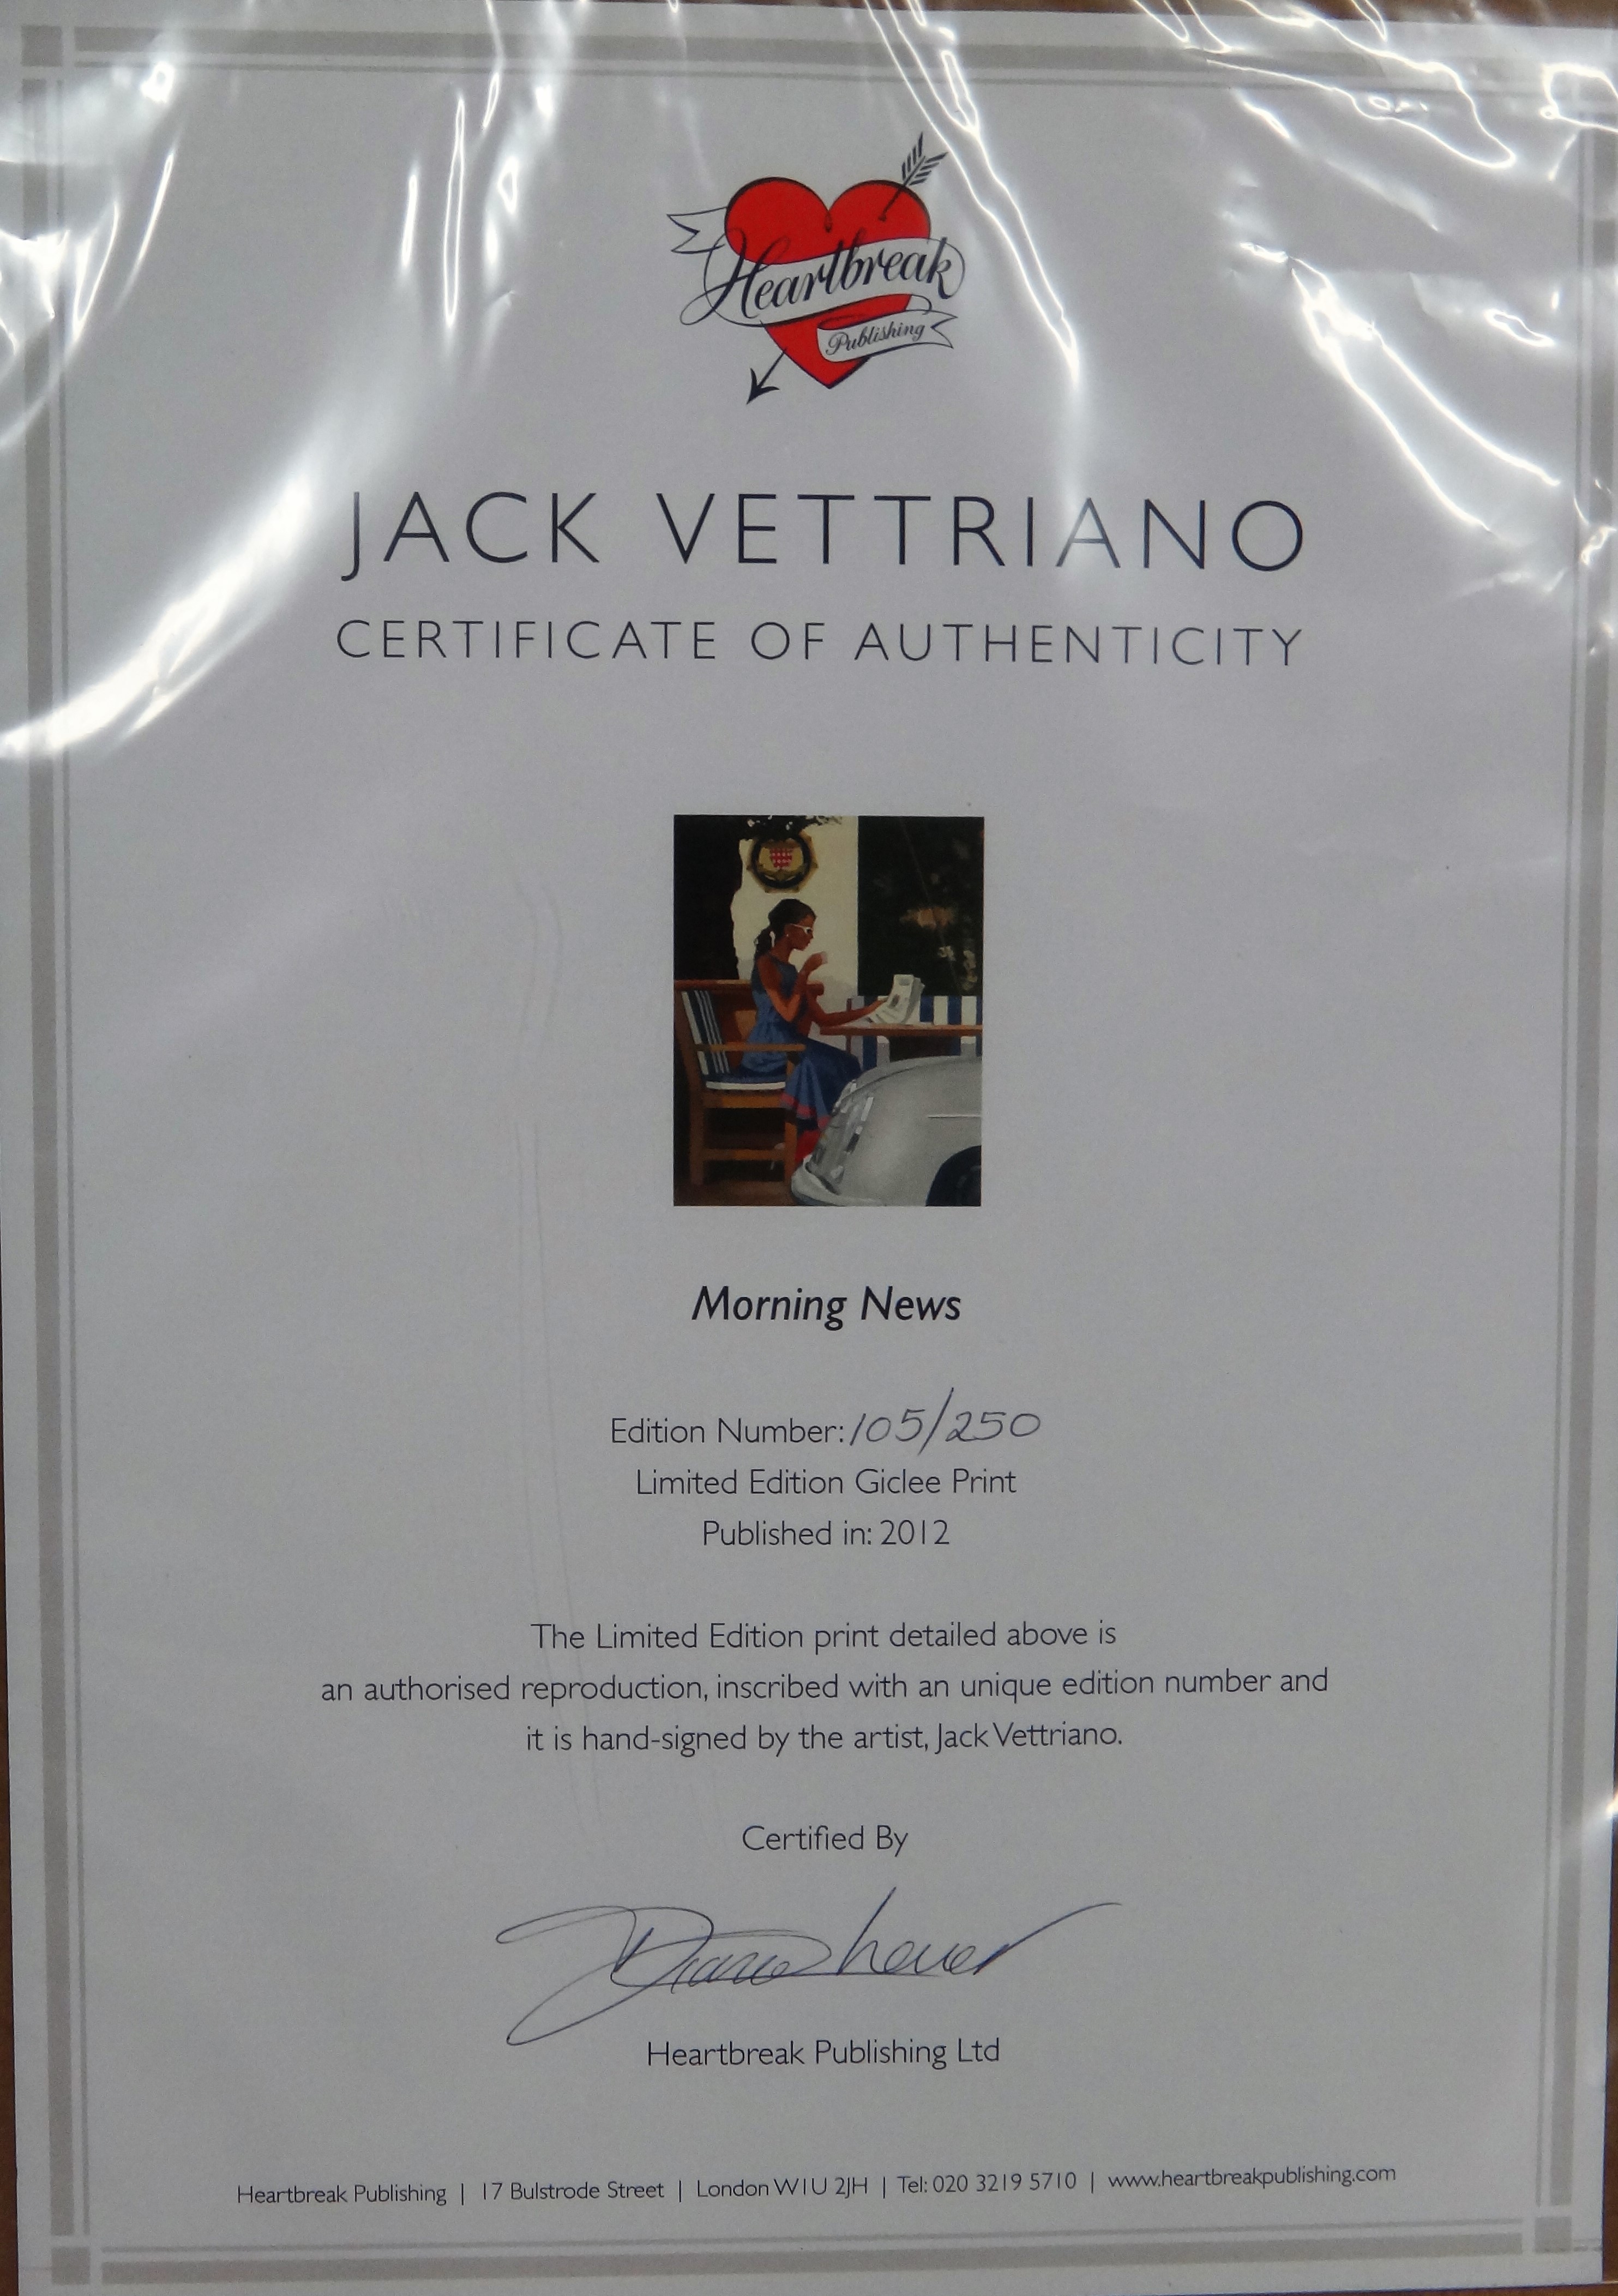 Heartbreak
Publishing
JACK VETTRIANO
CERTIFICATE OF AUTHENTICITY
Morning News
Edition Number: 105/250
Limited Edition Giclee Print
Published in: 2012
The Limited Edition print detailed above is
an authorised reproduction, inscribed with an unique edition number and
it is hand-signed by the artist, Jack Vettriano.
Certified By
Heartbreak Publishing Ltd
Heartbreak Publishing | 17 Bulstrode Street | London W1U 2JH | Tel: 020 3219 5710 | www.heartbreakpublishing.com